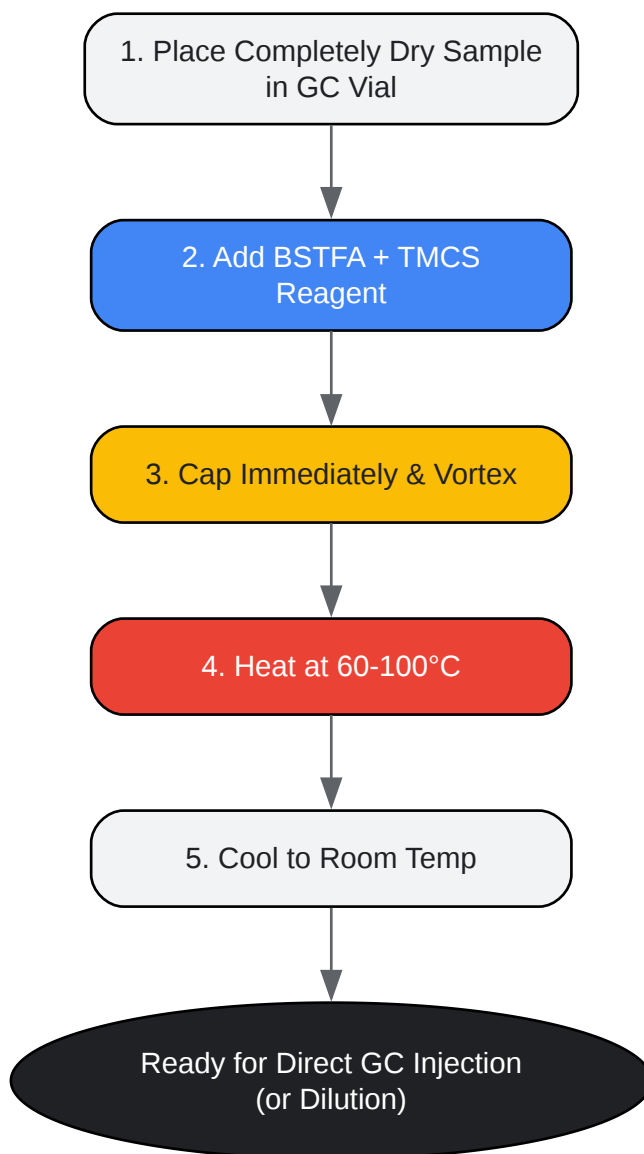 1. Place Completely Dry Sample
in GC Vial
2. Add BSTFA + TMCS
Reagent
3. Cap Immediately & Vortex
4. Heat at 60-100°C
5. Cool to Room Temp
Ready for Direct GC Injection
(or Dilution)